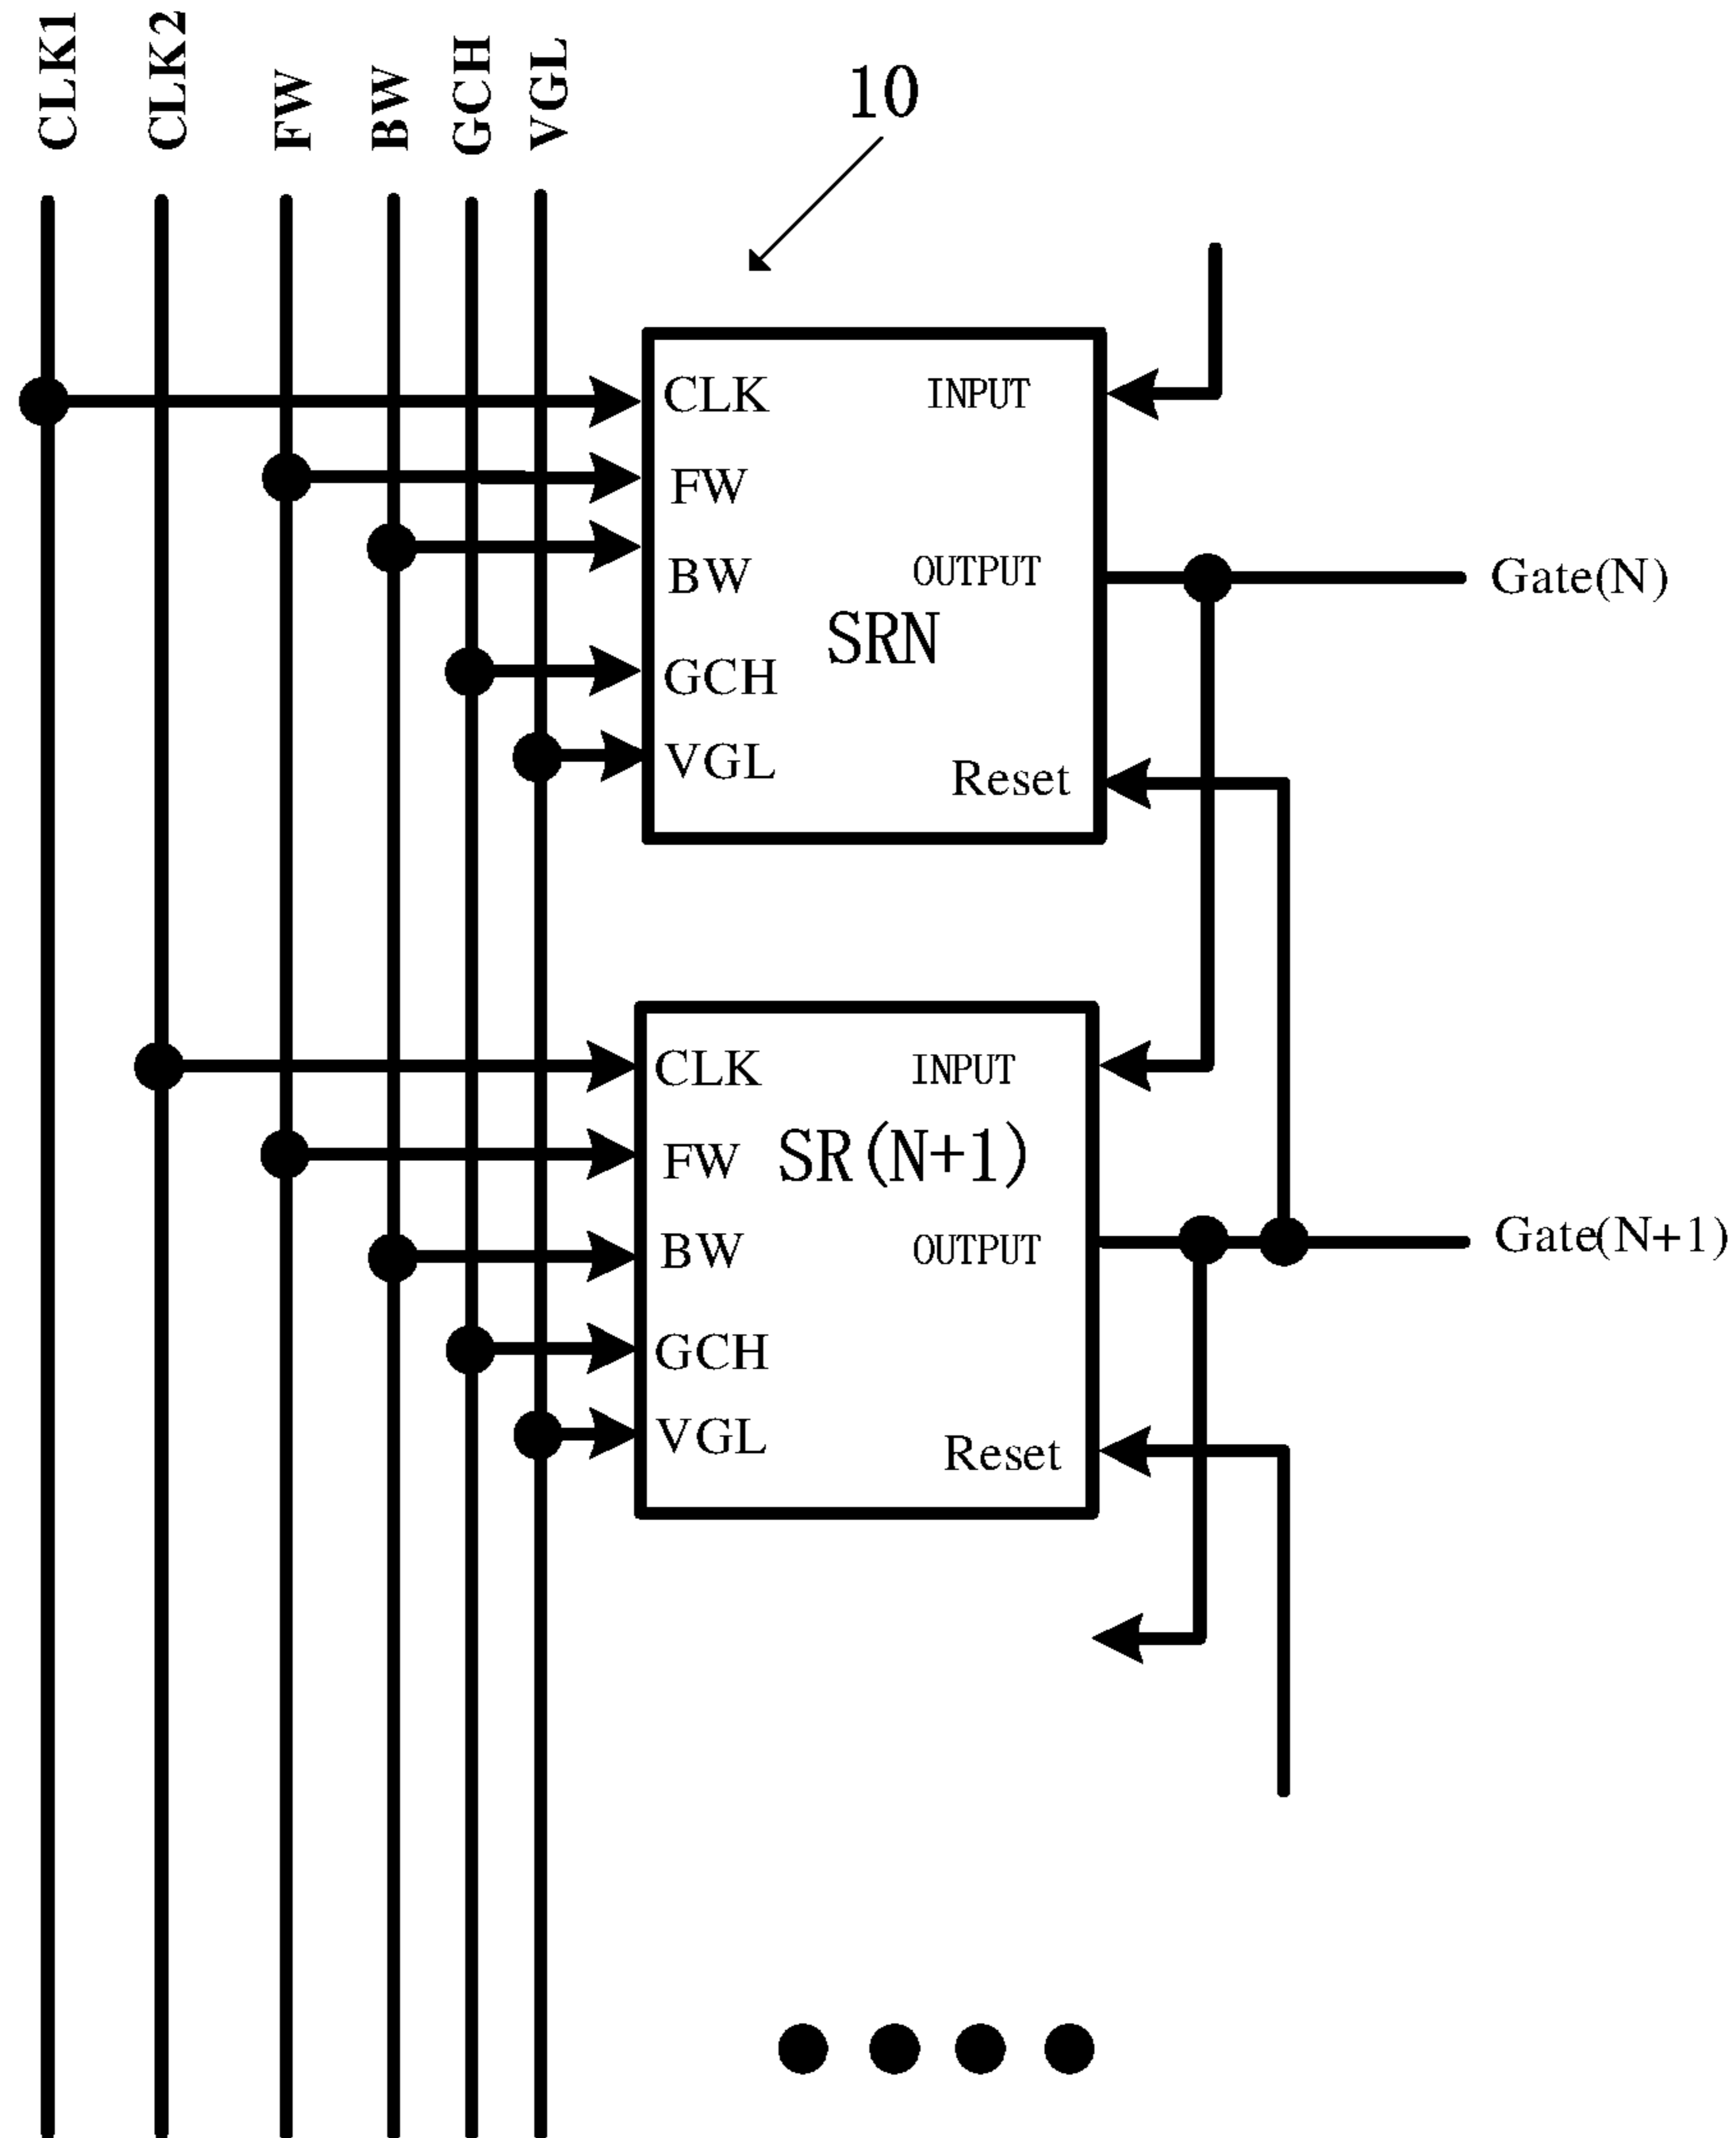 CLK1
CLK2
FW
BW
GCH
VGL
10
CLK
INPUT
FW
BW
OUTPUT
Gate(N)
SRN
GCH
VGL
Reset
CLK
INPUT
FW
SR(N+1)
BW
OUTPUT
Gate(N+1)
GCH
VGL
Reset